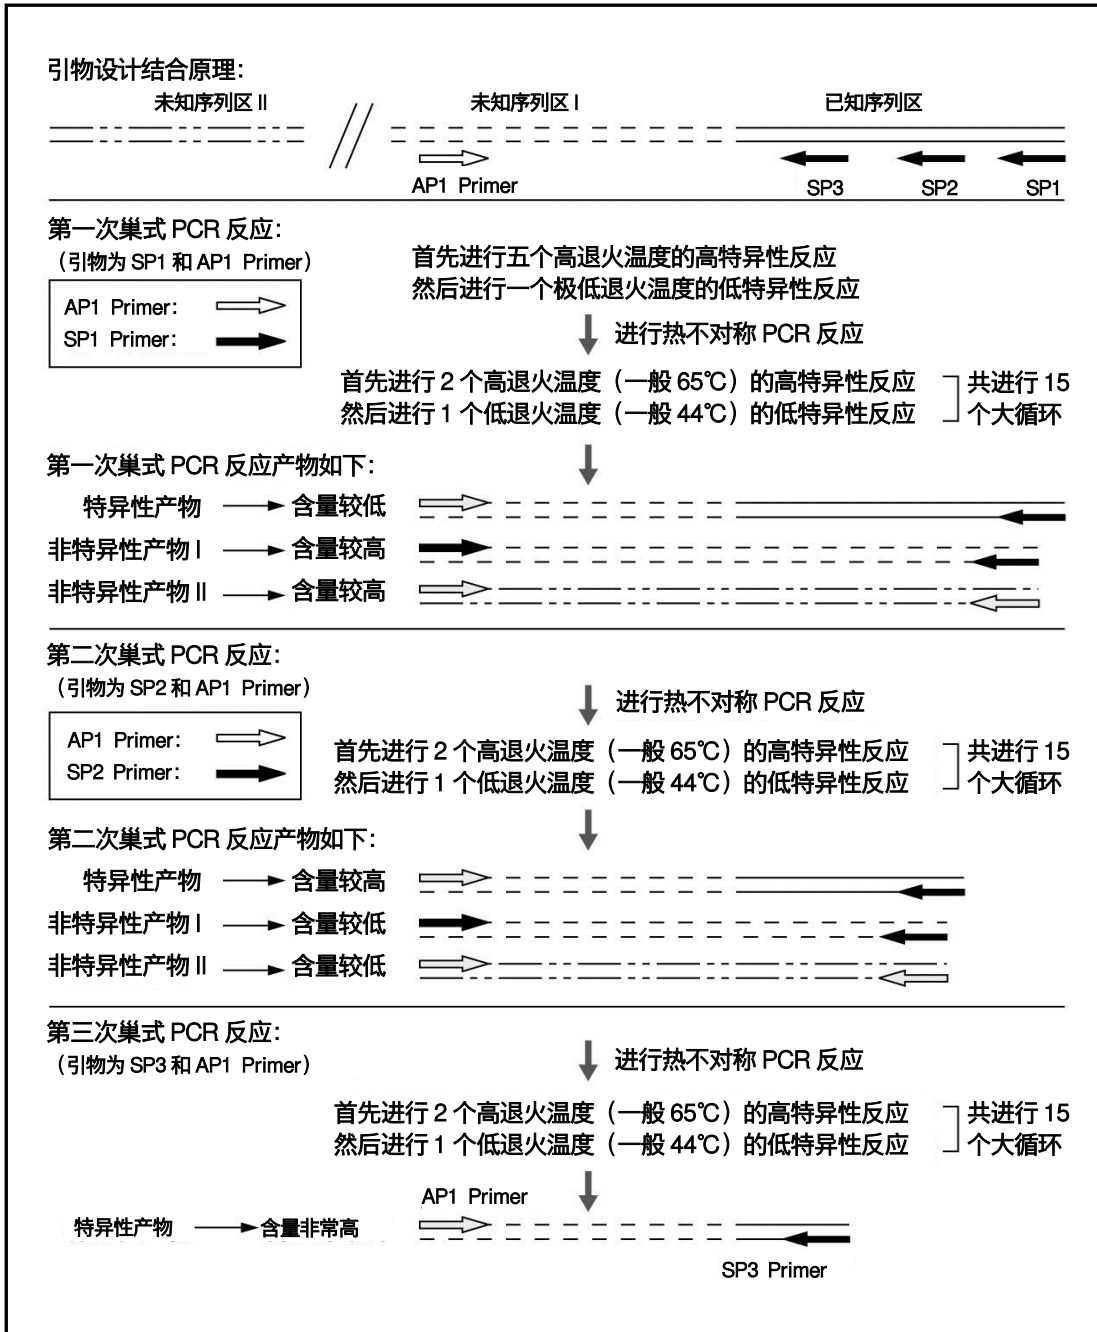 引物设计结合原理：
未知序列区 II 未知序列区 I 已知序列区
AP1 Primer SP3 SP2 SP1
第一次巢式 PCR 反应：
（引物为 SP1 和 AP1 Primer）
首先进行五个高退火温度的高特异性反应
然后进行一个极低退火温度的低特异性反应
AP1 Primer：
SP1 Primer：
进行热不对称 PCR 反应
首先进行 2 个高退火温度（一般 65℃）的高特异性反应 共进行 15
然后进行 1 个低退火温度（一般 44℃）的低特异性反应 个大循环
第一次巢式 PCR 反应产物如下：
特异性产物 含量较低
非特异性产物 I 含量较高
非特异性产物 II 含量较高
第二次巢式 PCR 反应：
（引物为 SP2 和 AP1 Primer）
进行热不对称 PCR 反应
AP1 Primer：
SP2 Primer：
首先进行 2 个高退火温度（一般 65℃）的高特异性反应 共进行 15
然后进行 1 个低退火温度（一般 44℃）的低特异性反应 个大循环
第二次巢式 PCR 反应产物如下：
特异性产物 含量较高
非特异性产物 I 含量较低
非特异性产物 II 含量较低
第三次巢式 PCR 反应：
（引物为 SP3 和 AP1 Primer）
进行热不对称 PCR 反应
首先进行 2 个高退火温度（一般 65℃）的高特异性反应 共进行 15
然后进行 1 个低退火温度（一般 44℃）的低特异性反应 个大循环
AP1 Primer
特异性产物 含量非常高
SP3 Primer